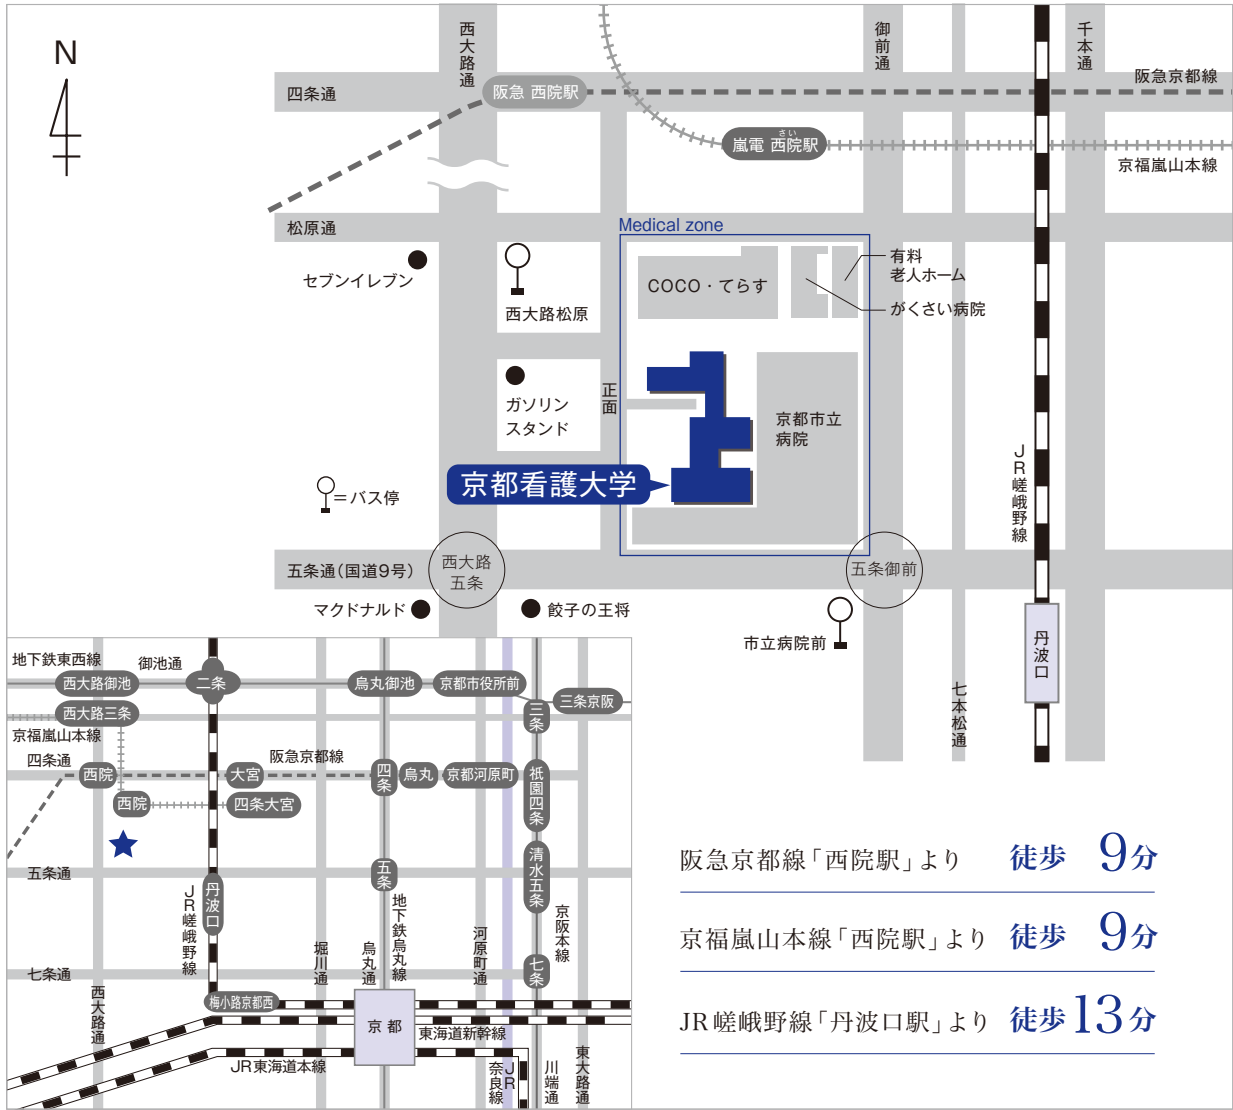 N
西大路通
御前通
千本通
阪急京都線
四条通
阪急 西院駅
さい
嵐電 西院駅
京福嵐山本線
松原通
Medical zone
セブンイレブン
西大路松原
COCO・てらす
有料
老人ホーム
がくさい病院
ガソリン
スタンド
正面
京都市立
病院
京都看護大学
=バス停
JR嵯峨野線
五条通(国道9号)
西大路
五条
五条御前
マクドナルド
餃子の王将
市立病院前
丹波口
七本松通
地下鉄東西線
御池通
西大路御池
二条
烏丸御池
京都市役所前
三条京阪
西大路三条
三条
京福嵐山本線
四条通
阪急京都線
西院
大宮
四条
烏丸
京都河原町
祇園四条
西院
四条大宮
五条通
丹波口
五条
清水五条
JR嵯峨野線
堀川通
烏丸通
地下鉄烏丸線
河原町通
京阪本線
七条通
七条
西大路通
梅小路京都西
京都
東海道新幹線
JR東海道本線
JR
奈良線
川端通
東大路通
阪急京都線「西院駅」より 徒歩 9分
京福嵐山本線「西院駅」より 徒歩 9分
JR嵯峨野線「丹波口駅」より 徒歩 13分